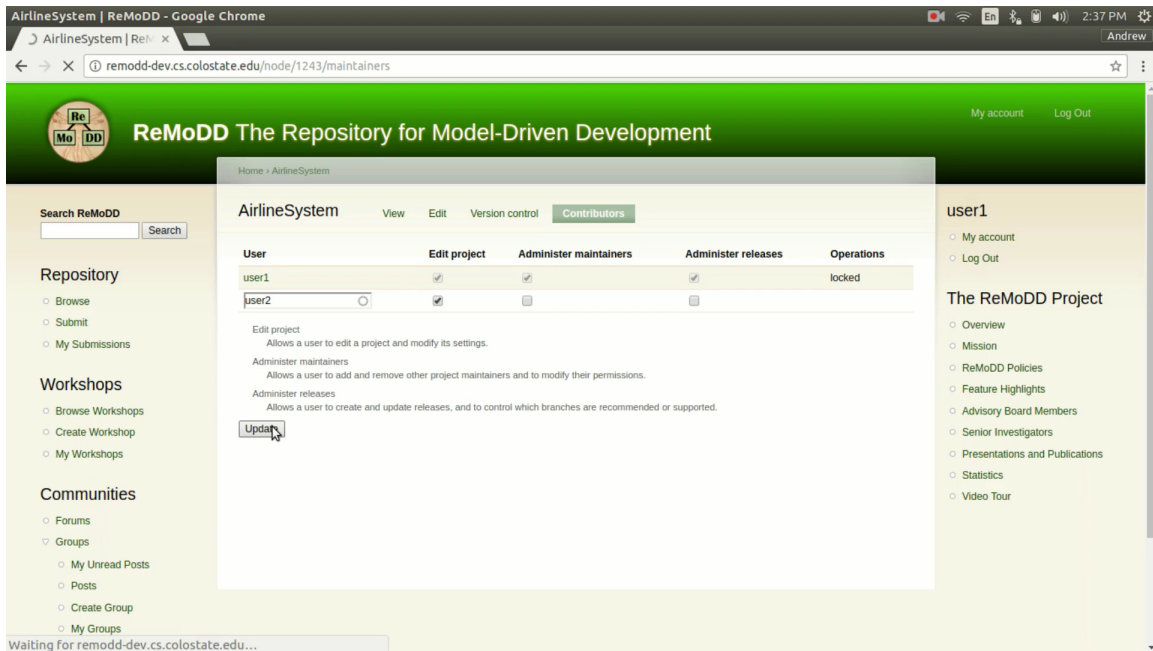 AirlineSystem | ReMoDD - Google Chrome
En
2:37 PM
AirlineSystem | ReM
Andrew
remodd-dev.cs.colostate.edu/node/1243/maintainers
Re
Mo DD
ReMoDD The Repository for Model-Driven Development
My account Log Out
Home › AirlineSystem
Search ReMoDD
Search
Repository
Browse
Submit
My Submissions
Workshops
Browse Workshops
Create Workshop
My Workshops
Communities
Forums
Groups
My Unread Posts
Posts
Create Group
My Groups
AirlineSystem View Edit Version control Contributors
User Edit project Administer maintainers Administer releases Operations
user1 locked
user2
Edit project
Allows a user to edit a project and modify its settings.
Administer maintainers
Allows a user to add and remove other project maintainers and to modify their permissions.
Administer releases
Allows a user to create and update releases, and to control which branches are recommended or supported.
Update
user1
My account
Log Out
The ReMoDD Project
Overview
Mission
ReMoDD Policies
Feature Highlights
Advisory Board Members
Senior Investigators
Presentations and Publications
Statistics
Video Tour
Waiting for remodd-dev.cs.colostate.edu...